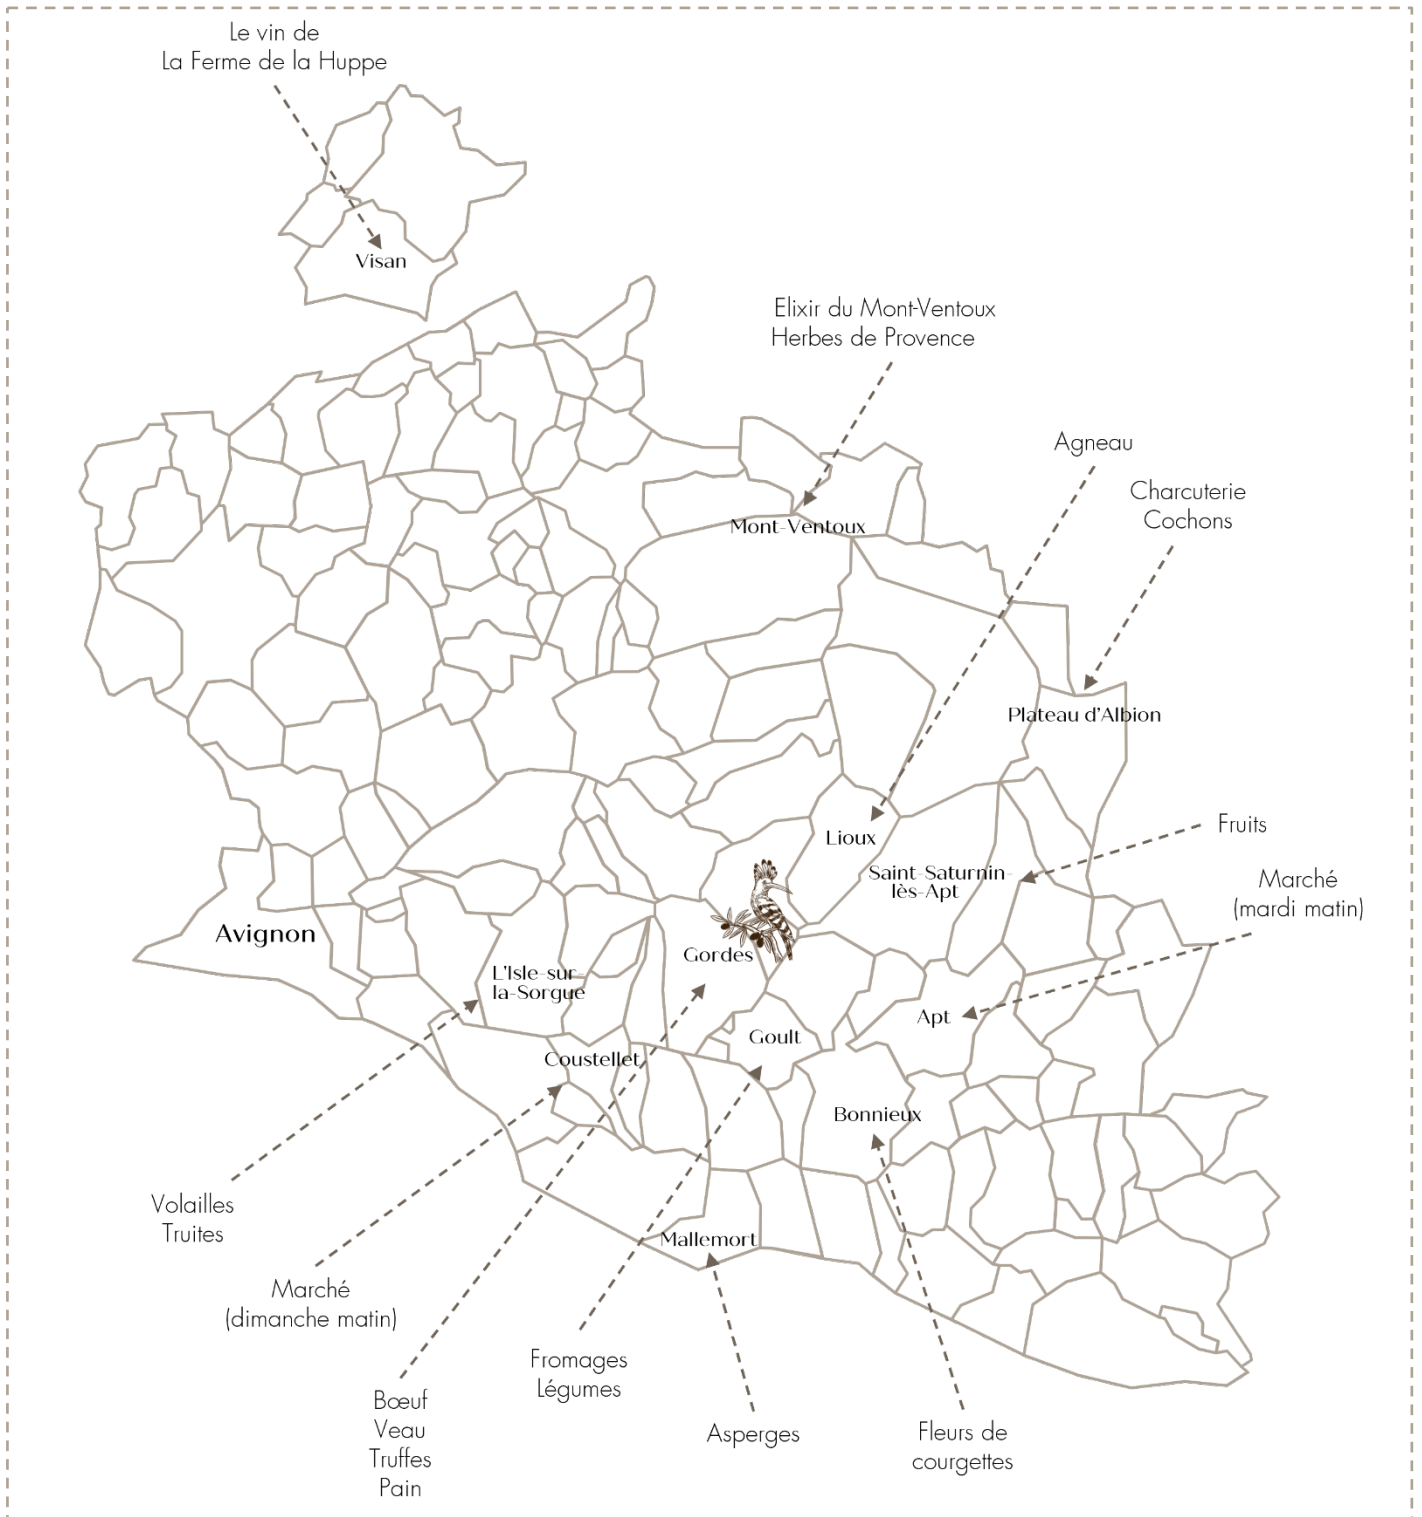 Le vin de
La Ferme de la Huppe
Visan
Elixir du Mont-Ventoux
Herbes de Provence
Agneau
Charcuterie
Cochons
Mont-Ventoux
Plateau d'Albion
Fruits
Lioux
Saint-Saturnin-
lès-Apt
Marché
(mardi matin)
Avignon
Gordes
L'Isle-sur-
la-Sorgue
Apt
Goult
Coustellet
Bonnieux
Volailles
Truites
Mallemort
Marché
(dimanche matin)
Fromages
Légumes
Bœuf
Veau
Truffes
Pain
Asperges
Fleurs de
courgettes